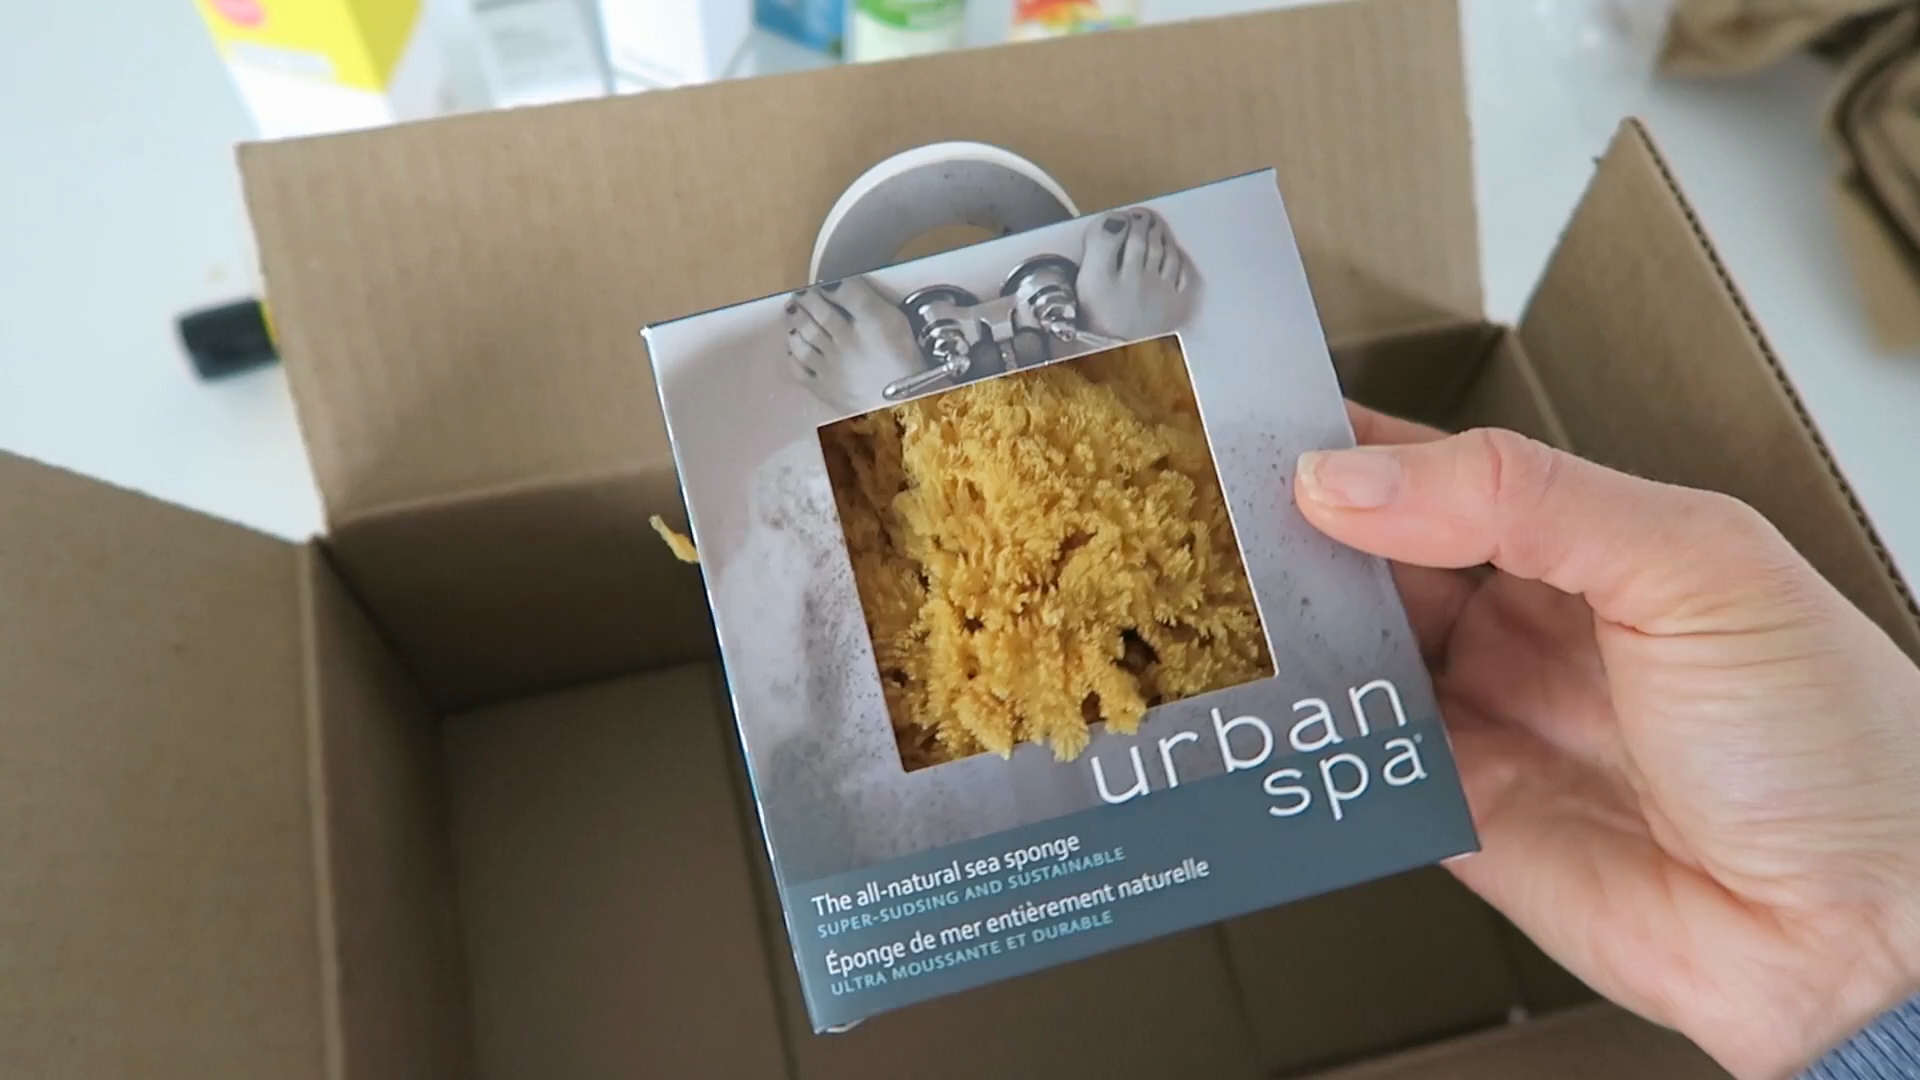 urban
spa®
The all-natural sea sponge
SUPER-SUDSING AND SUSTAINABLE
Éponge de mer entièrement naturelle
ULTRA MOUSSANTE ET DURABLE